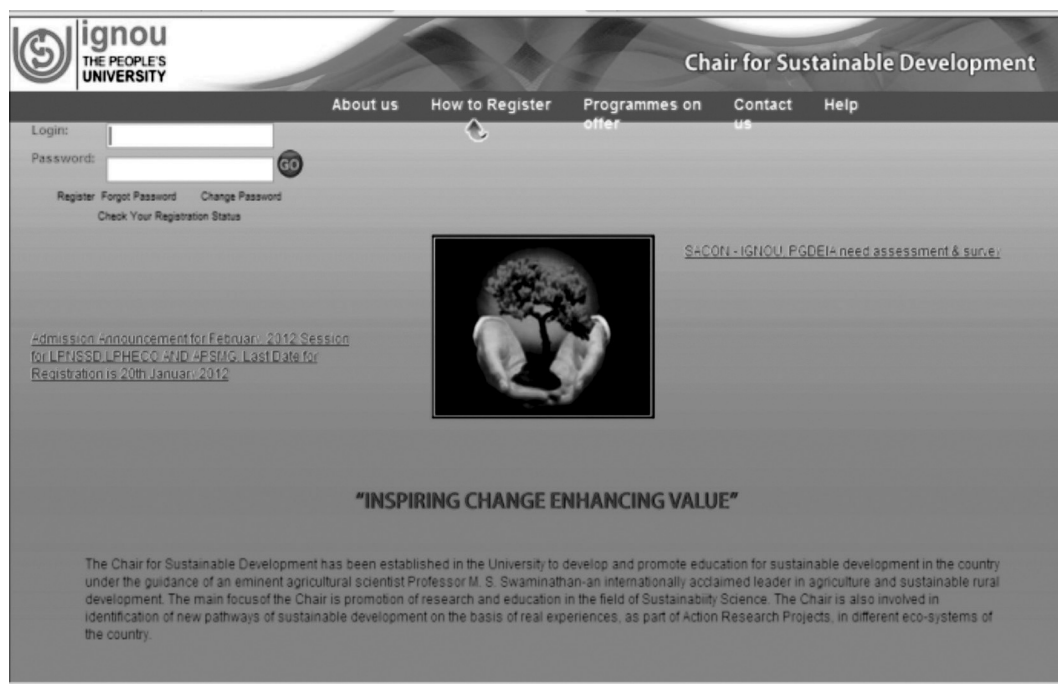 ignou
THE PEOPLE'S
UNIVERSITY
Chair for Sustainable Development
About us How to Register Programmes on offer Contact us Help
Login:
Password:
GO
Register Forgot Password Change Password
Check Your Registration Status
SACON - IGNOU, PGDEIA need assessment & survey
Admission Announcement for February, 2012 Session
for LPNSSD,LPHECO AND APSMG. Last Date for
Registration is 20th January 2012
"INSPIRING CHANGE ENHANCING VALUE"
The Chair for Sustainable Development has been established in the University to develop and promote education for sustainable development in the country
under the guidance of an eminent agricultural scientist Professor M. S. Swaminathan-an internationally acclaimed leader in agriculture and sustainable rural
development. The main focusof the Chair is promotion of research and education in the field of Sustainabiity Science. The Chair is also involved in
identification of new pathways of sustainable development on the basis of real experiences, as part of Action Research Projects, in different eco-systems of
the country.